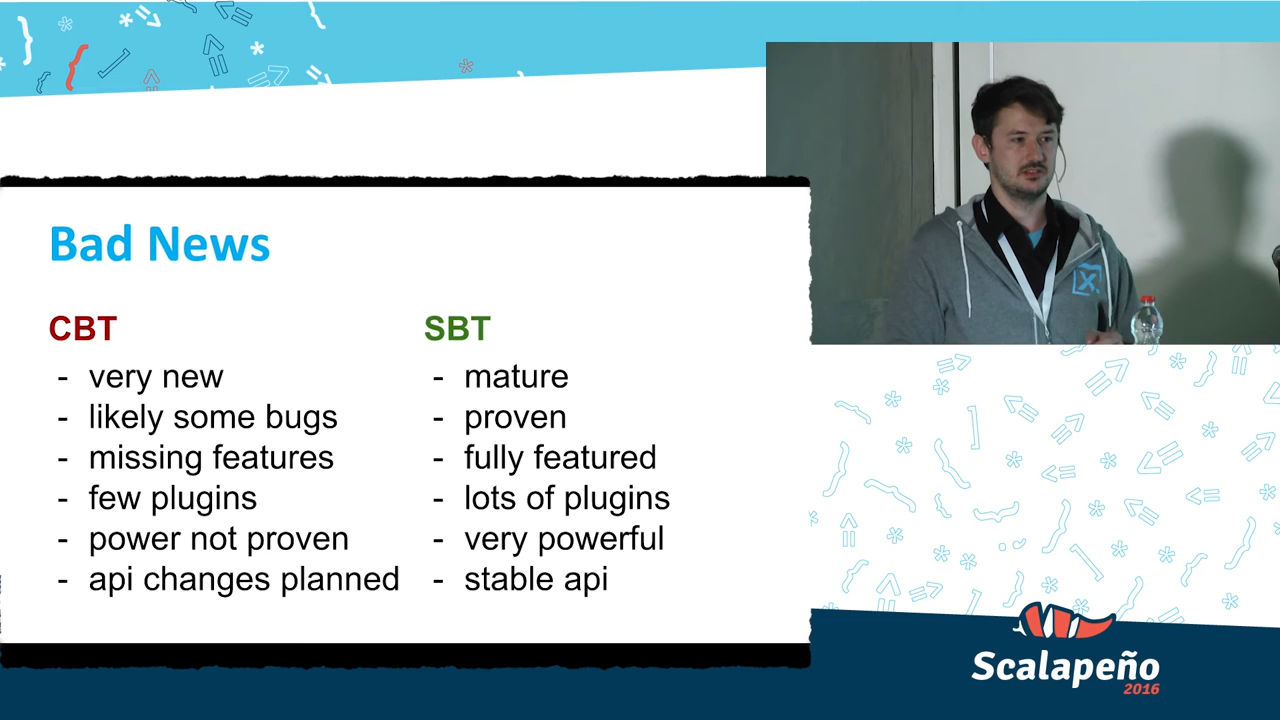 Bad News
CBT
- very new
- likely some bugs
- missing features
- few plugins
- power not proven
- api changes planned
SBT
- mature
- proven
- fully featured
- lots of plugins
- very powerful
- stable api
X
Scalapeño
2016